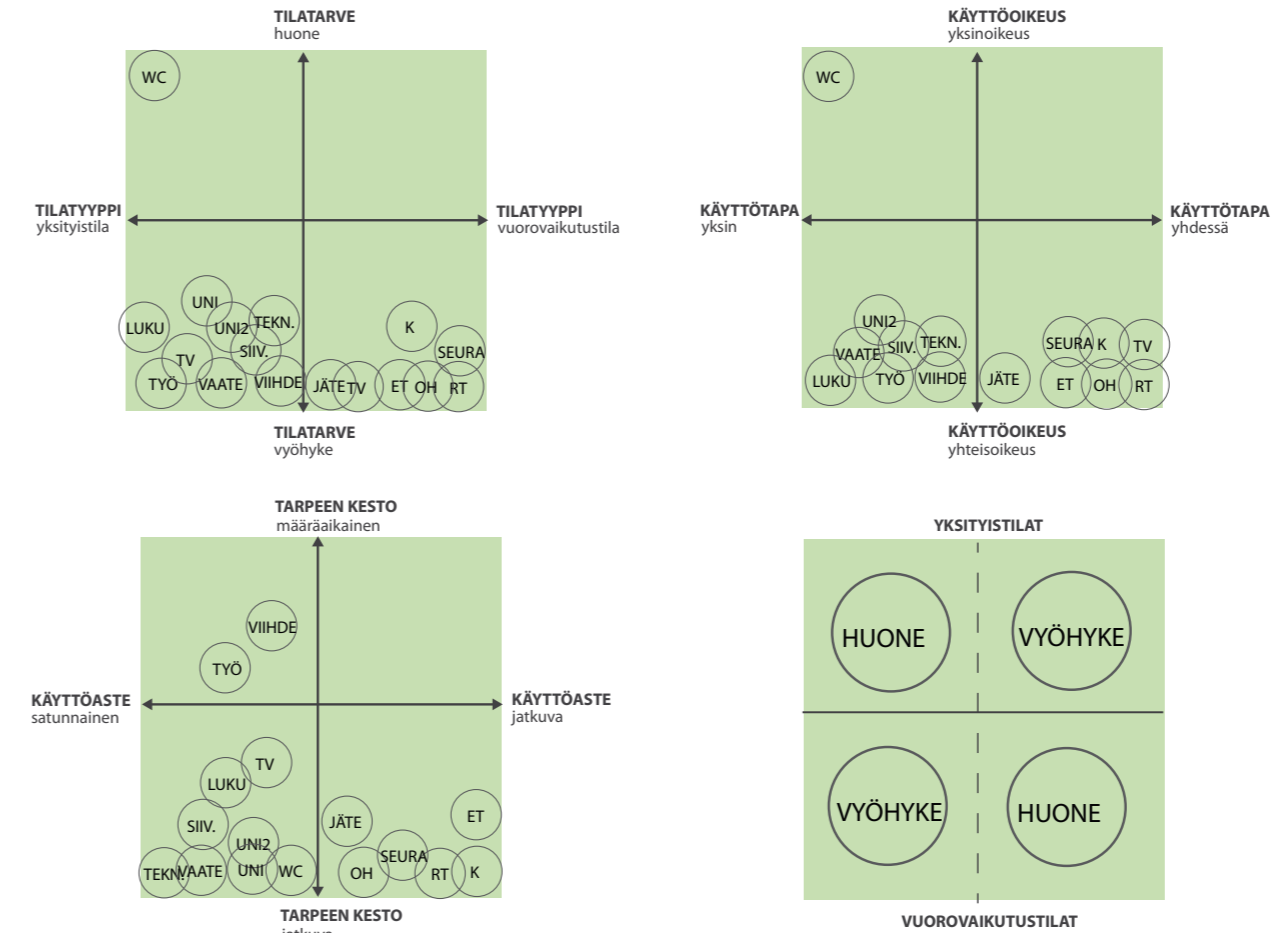 TILATARVE
huone
WC
TILATYYPPI
yksityistila
TILATYYPPI
vuorovaikutustila
UNI
LUKU
UNI2
TEKN.
K
TV
SIIV.
SEURA
TYÖ
VAATE
VIIHDE
JÄTE
TV
ET
OH
RT
TILATARVE
vyöhyke
KÄYTTÖOIKEUS
yksinoikeus
WC
KÄYTTÖTAPA
yksin
KÄYTTÖTAPA
yhdessä
UNI2
VAATE
SIIV.
TEKN.
SEURA
K
TV
LUKU
TYÖ
VIIHDE
JÄTE
ET
OH
RT
KÄYTTÖOIKEUS
yhteisoikeus
TARPEEN KESTO
määräaikainen
VIIHDE
TYÖ
KÄYTTÖASTE
satunnainen
KÄYTTÖASTE
jatkuva
TV
LUKU
SIIV.
JÄTE
ET
UNI2
SEURA
TEKN.
VAATE
UNI
WC
OH
RT
K
TARPEEN KESTO
YKSITYISTILAT
HUONE
VYÖHYKE
VYÖHYKE
HUONE
VUOROVAIKUTUSTILAT